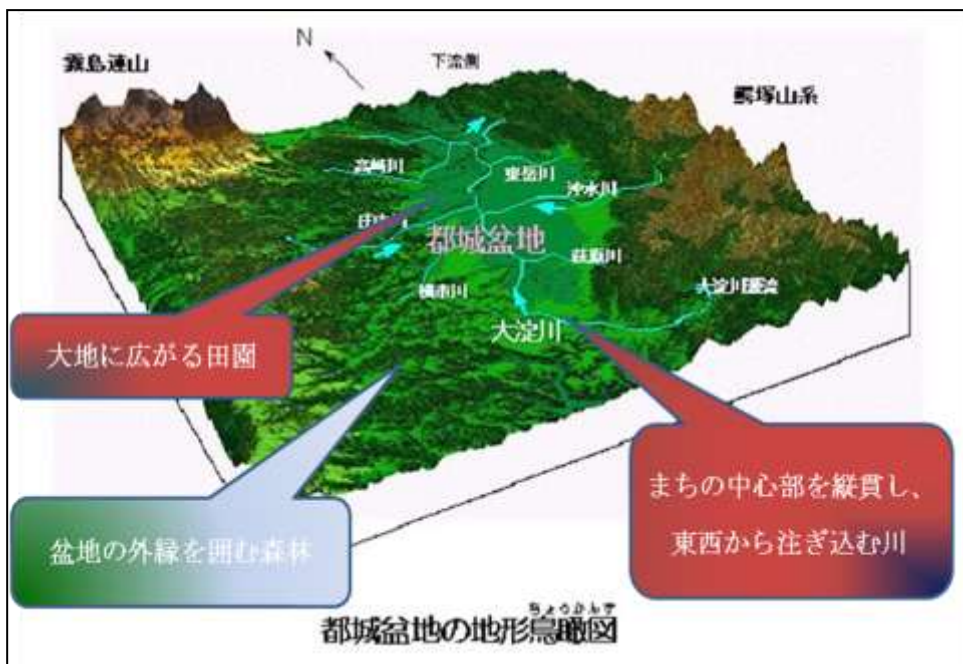 N
霧島連山
下流側
鰐塚山系
高崎川
東岳川
沖水川
都城盆地
萩原川
横市川
大淀川源流
大淀川
大地に広がる田園
まちの中心部を縦貫し、
東西から注ぎ込む川
盆地の外縁を囲む森林
ちょうかんず
都城盆地の地形鳥瞰図